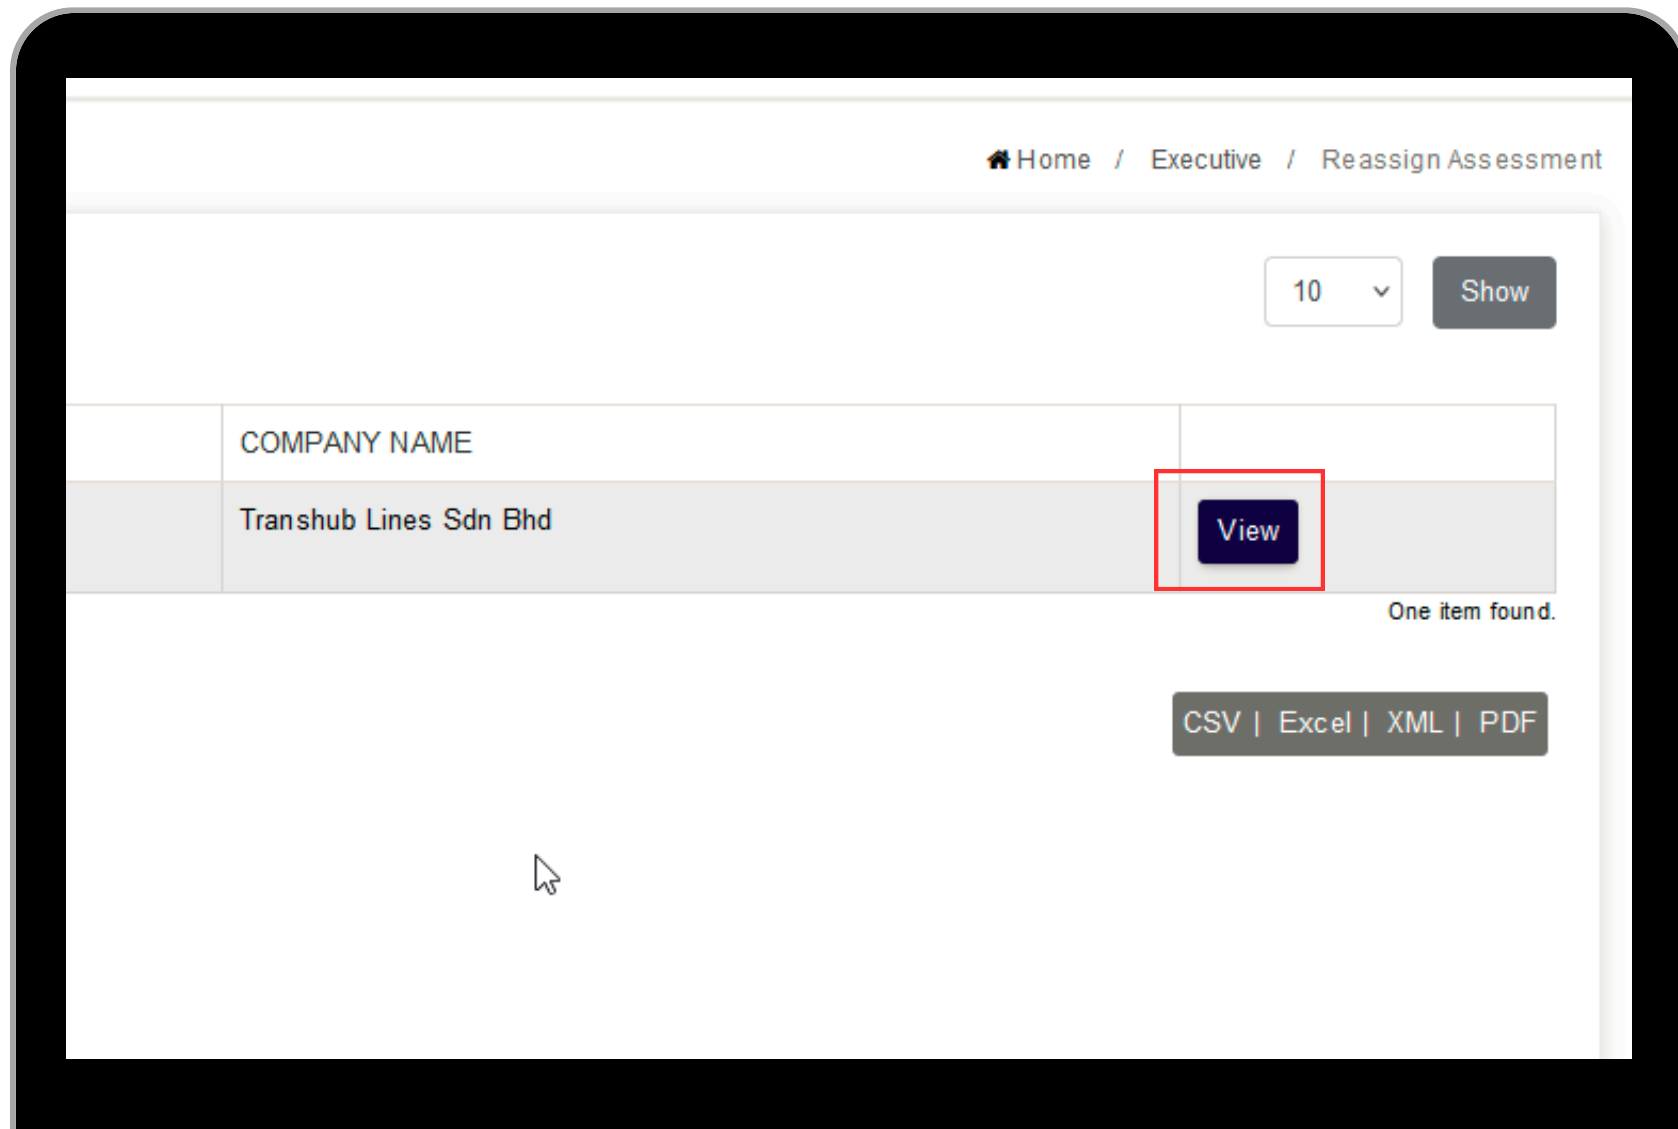 Home / Executive / Reassign Assessment
10 Show
COMPANY NAME
Transhub Lines Sdn Bhd View
One item found.
CSV | Excel | XML | PDF